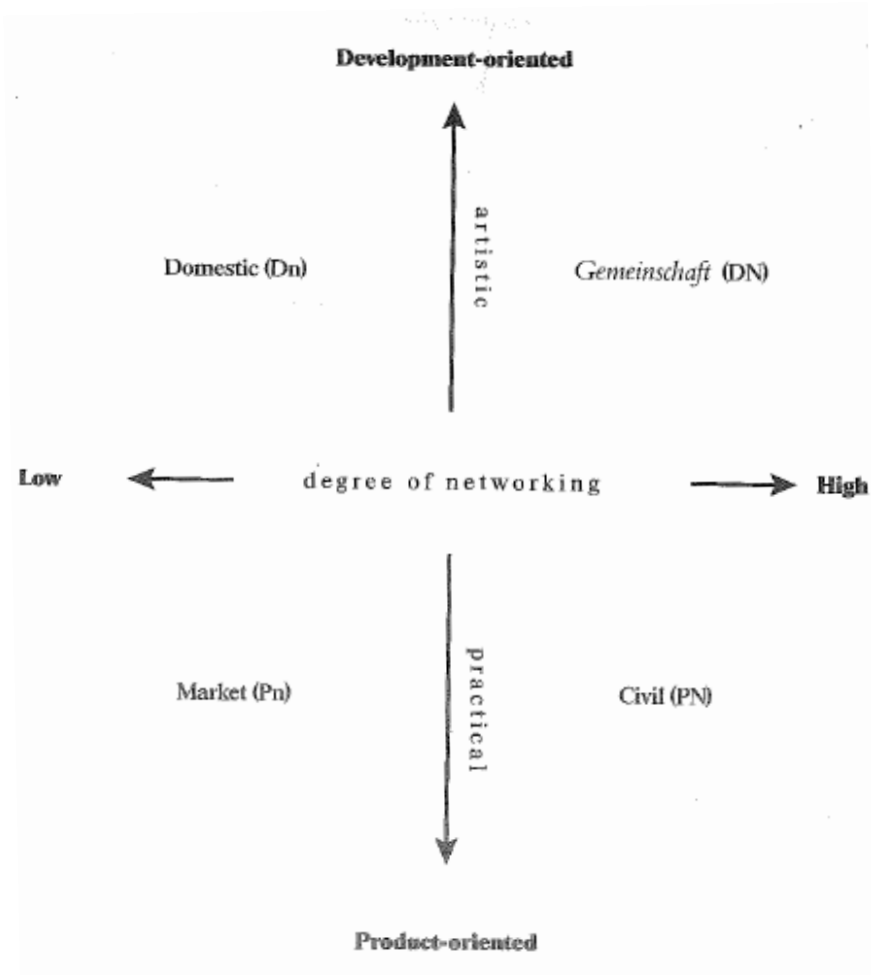 Development-oriented
artistic
Domestic (Dn)
Gemeinschaft (DN)
Low
degree of networking
High
practical
Market (Pn)
Civil (PN)
Product-oriented